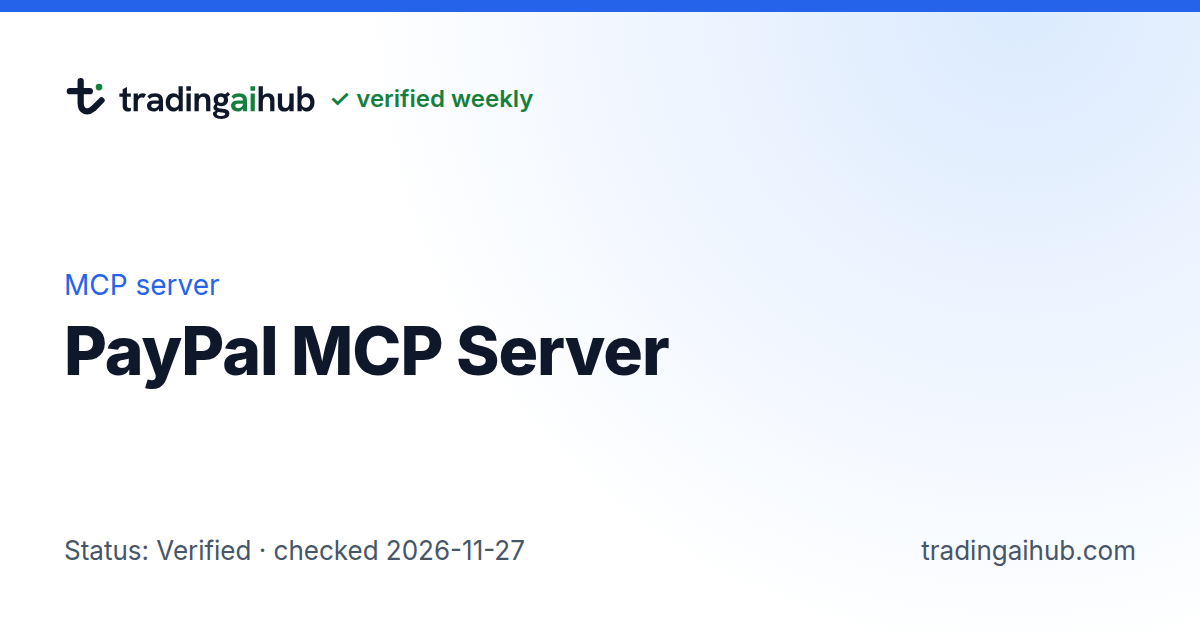 tradingaihub ✓ verified weekly
MCP server
PayPal MCP Server
Status: Verified · checked 2026-11-27
tradingaihub.com